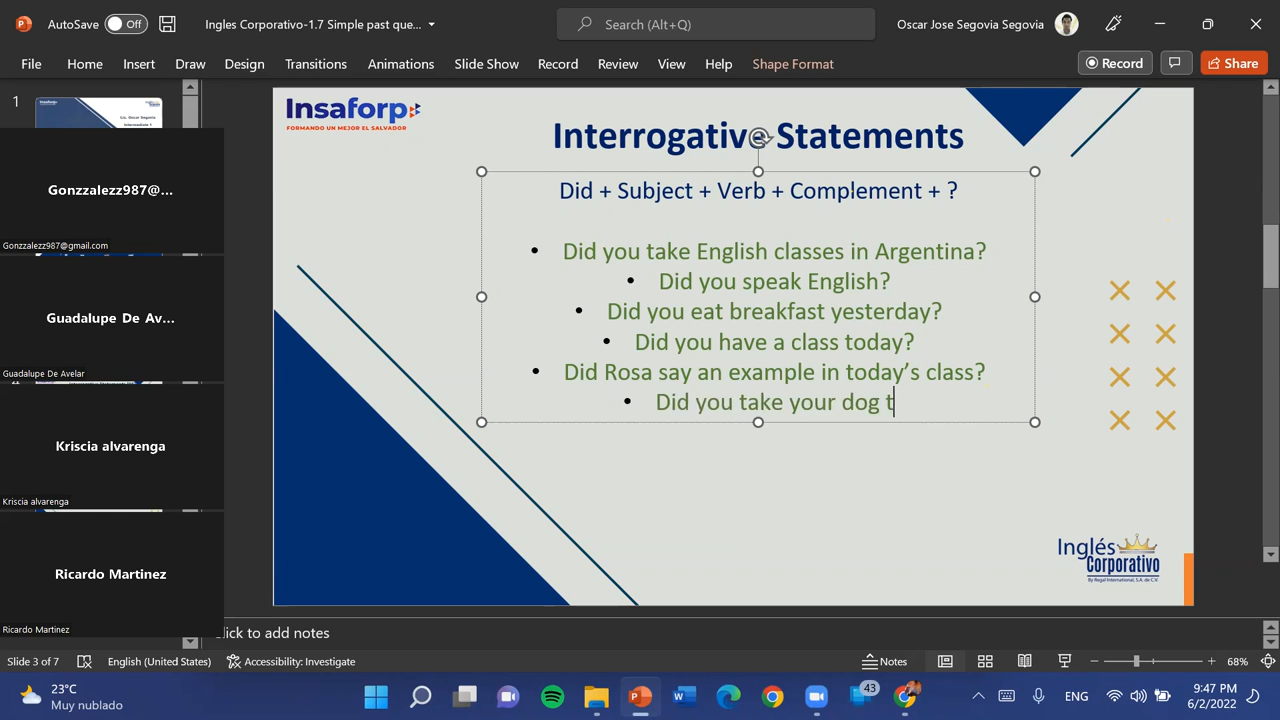 AutoSave Off
Ingles Corporativo-1.7 Simple past que...
Search (Alt+Q)
Oscar Jose Segovia Segovia
File Home Insert Draw Design Transitions Animations Slide Show Record Review View Help Shape Format
Record
Share
1
Insaforp
FORMANDO UN MEJOR EL SALVADOR
Interrogative Statements
Did + Subject + Verb + Complement + ?
• Did you take English classes in Argentina?
• Did you speak English?
• Did you eat breakfast yesterday?
• Did you have a class today?
• Did Rosa say an example in today’s class?
• Did you take your dog t
Gonzzalezz987@...
Gonzzalezz987@gmail.com
Guadalupe De Av...
Guadalupe De Avelar
Kriscia alvarenga
Kriscia alvarenga
Ricardo Martinez
Ricardo Martinez
Inglés
Corporativo
By Regal International, S.A. de C.V.
lick to add notes
Slide 3 of 7
English (United States)
Accessibility: Investigate
Notes
68%
23°C
Muy nublado
43
ENG
9:47 PM
6/2/2022